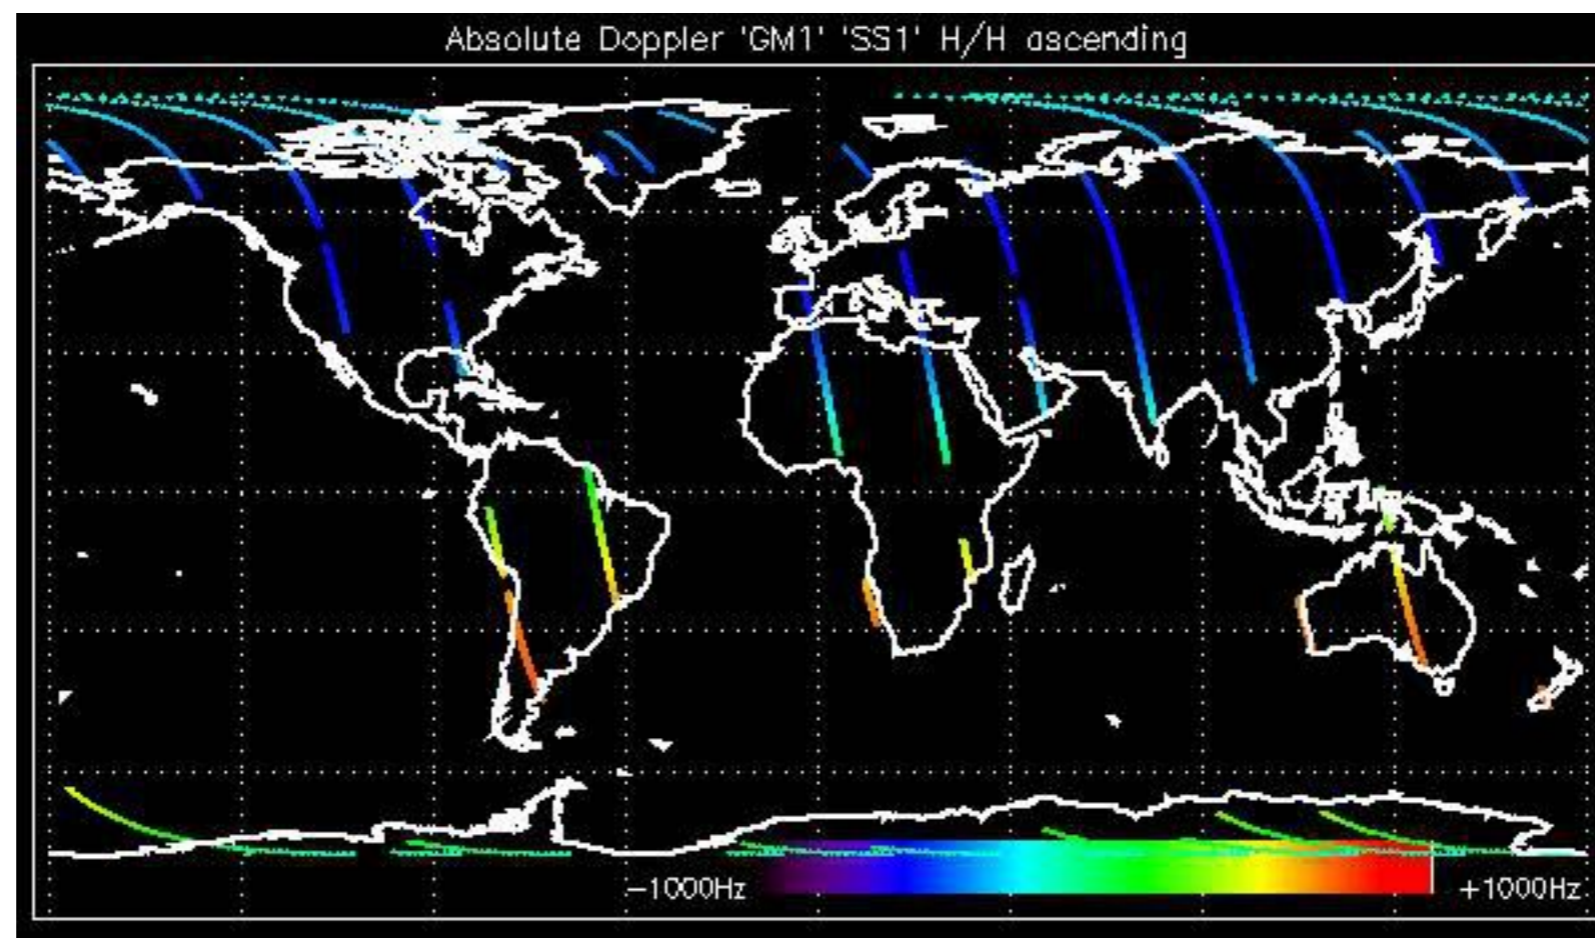 Absolute Doppler 'GM1' 'SS1' H/H ascending
-1000Hz
+1000Hz